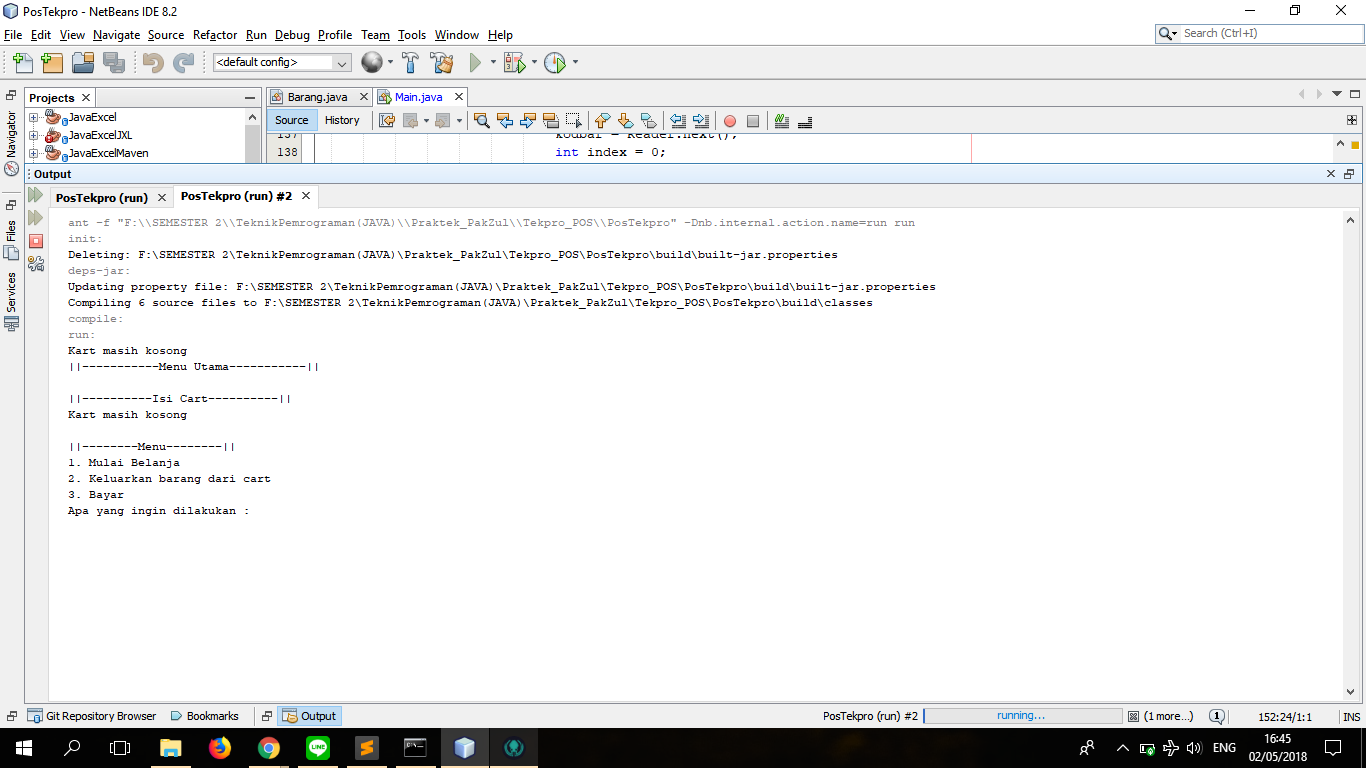 PosTekpro - NetBeans IDE 8.2
File Edit View Navigate Source Refactor Run Debug Profile Team Tools Window Help
Search (Ctrl+I)
<default config>
Projects
Barang.java
Main.java
Navigator
Files
Services
JavaExcel
JavaExcelJXL
JavaExcelMaven
Source History
137 kodbar = Reader.next();
138 int index = 0;
Output
PosTekpro (run)
PosTekpro (run) #2
ant -f "F:\\SEMESTER 2\\TeknikPemrograman(JAVA)\\Praktek_PakZul\\Tekpro_POS\\PosTekpro" -Dnb.internal.action.name=run run
init:
Deleting: F:\SEMESTER 2\TeknikPemrograman(JAVA)\Praktek_PakZul\Tekpro_POS\PosTekpro\build\built-jar.properties
deps-jar:
Updating property file: F:\SEMESTER 2\TeknikPemrograman(JAVA)\Praktek_PakZul\Tekpro_POS\PosTekpro\build\built-jar.properties
Compiling 6 source files to F:\SEMESTER 2\TeknikPemrograman(JAVA)\Praktek_PakZul\Tekpro_POS\PosTekpro\build\classes
compile:
run:
Kart masih kosong
||-----------Menu Utama-----------||
||----------Isi Cart----------||
Kart masih kosong
||--------Menu--------||
1. Mulai Belanja
2. Keluarkan barang dari cart
3. Bayar
Apa yang ingin dilakukan :
Git Repository Browser
Bookmarks
Output
PosTekpro (run) #2
running...
(1 more...)
1
152:24/1:1
INS
ENG
16:45
02/05/2018